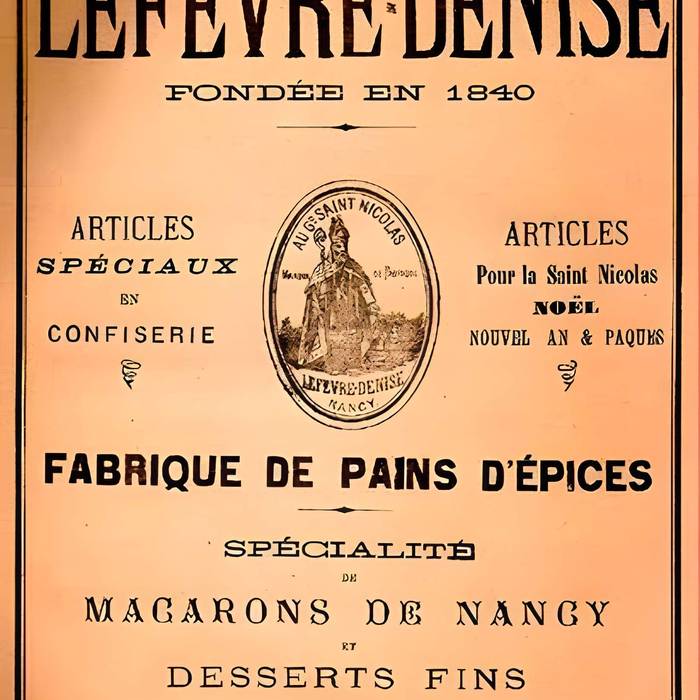 LEFEVRE-DENISE
FONDÉE EN 1840
ARTICLES
SPÉCIAUX
EN
CONFISERIE
AU Gd SAINT NICOLAS
LEFEVRE-DENISE
NANCY
ARTICLES
Pour la Saint Nicolas
NOËL
NOUVEL AN & PAQUES
FABRIQUE DE PAINS D'ÉPICES
SPÉCIALITÉ
DE
MACARONS DE NANCY
ET
DESSERTS FINS